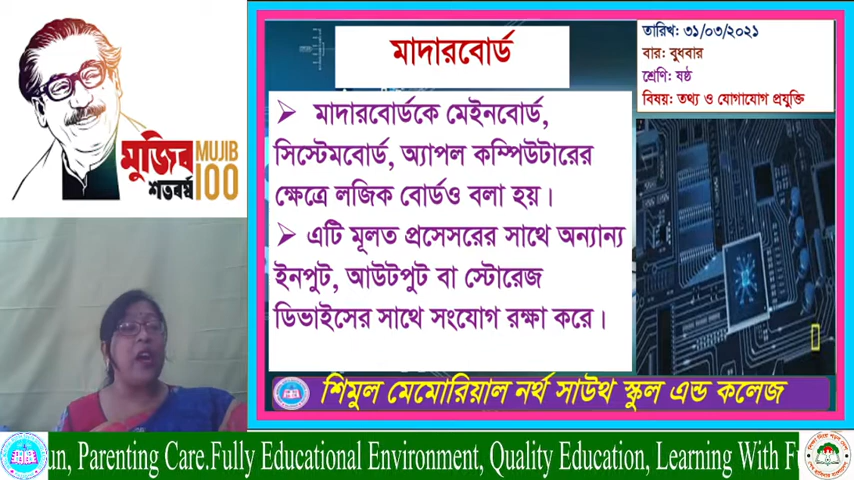 মুজিব
শতবর্ষ
MUJIB
100
মাদারবোর্ড
➢ মাদারবোর্ডকে মেইনবোর্ড,
সিস্টেমবোর্ড, অ্যাপল কম্পিউটারের
ক্ষেত্রে লজিক বোর্ডও বলা হয়।
➢ এটি মূলত প্রসেসরের সাথে অন্যান্য
ইনপুট, আউটপুট বা স্টোরেজ
ডিভাইসের সাথে সংযোগ রক্ষা করে।
তারিখ: ৩১/০৩/২০২১
বার: বুধবার
শ্রেণি: ষষ্ঠ
বিষয়: তথ্য ও যোগাযোগ প্রযুক্তি
শিমুল মেমোরিয়াল নর্থ সাউথ স্কুল এন্ড কলেজ
un, Parenting Care.Fully Educational Environment, Quality Education, Learning With Fu